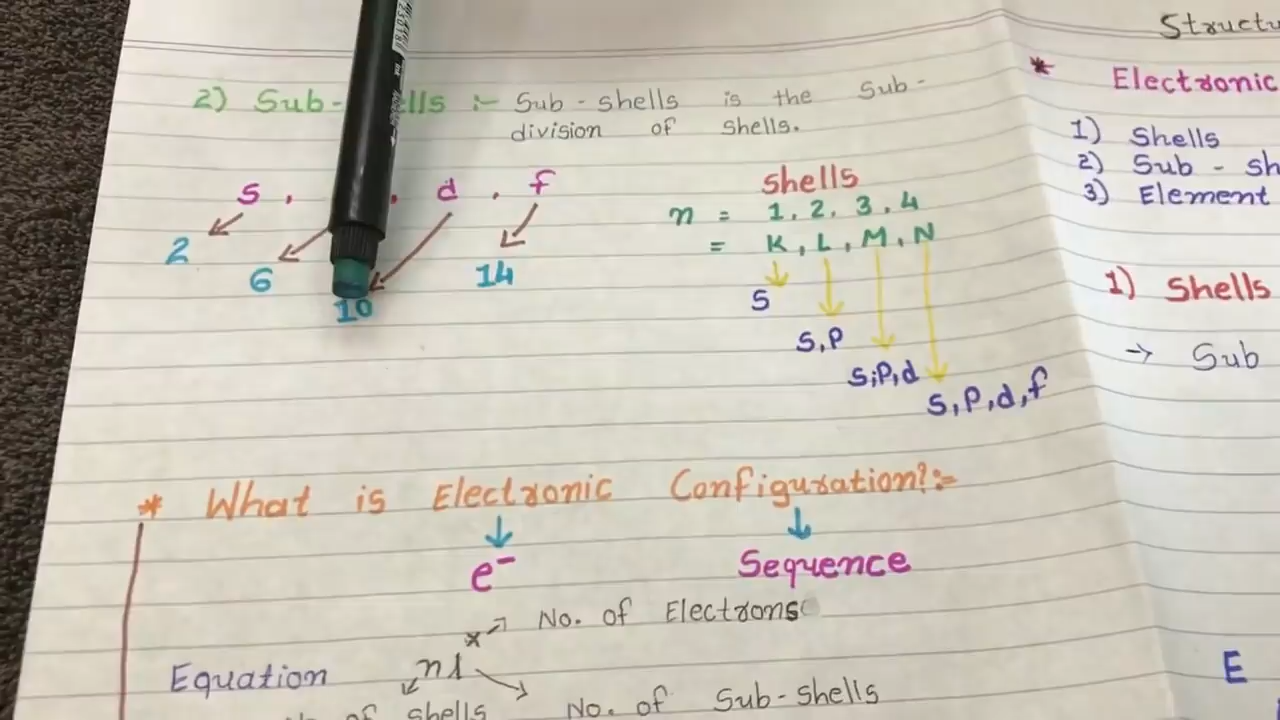 2) Sub- lls :- Sub - shells is the Sub -
division of shells.
s , , d , f
2 6 10 14
Shells
n = 1, 2, 3, 4
= K, L, M, N
S
S, P
S, P, d
S, P, d, f
* What is Electronic Configuration? :-
e⁻ Sequence
No. of Electrons
Equation nlˣ
of shells No. of Sub-Shells
Structu
* Electronic
1) Shells
2) Sub - sh
3) Element
1) Shells
→ Sub
E